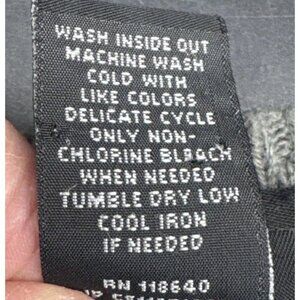 WASH INSIDE OUT
MACHINE WASH
COLD WITH
LIKE COLORS
DELICATE CYCLE
ONLY NON-
CHLORINE BLEACH
WHEN NEEDED
TUMBLE DRY LOW
COOL IRON
IF NEEDED
RN 118640